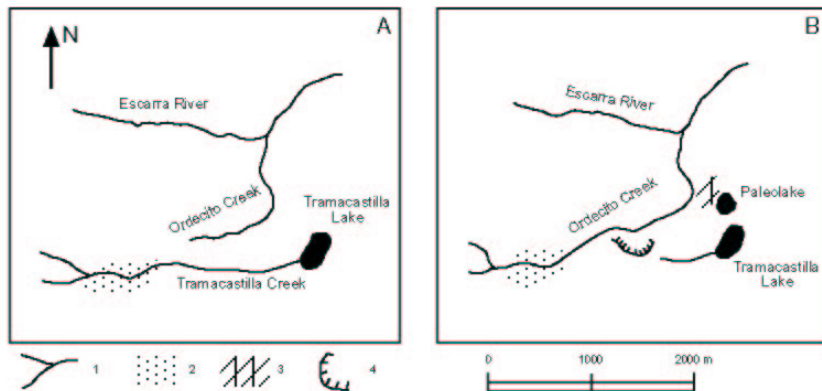 A
N
Escarra River
Ordecito Creek
Tramacastilla
Lake
Tramacastilla Creek
B
Escarra River
Ordecito Creek
Paleolake
Tramacastilla
Lake
1
2
3
4
0
1000
2000 m